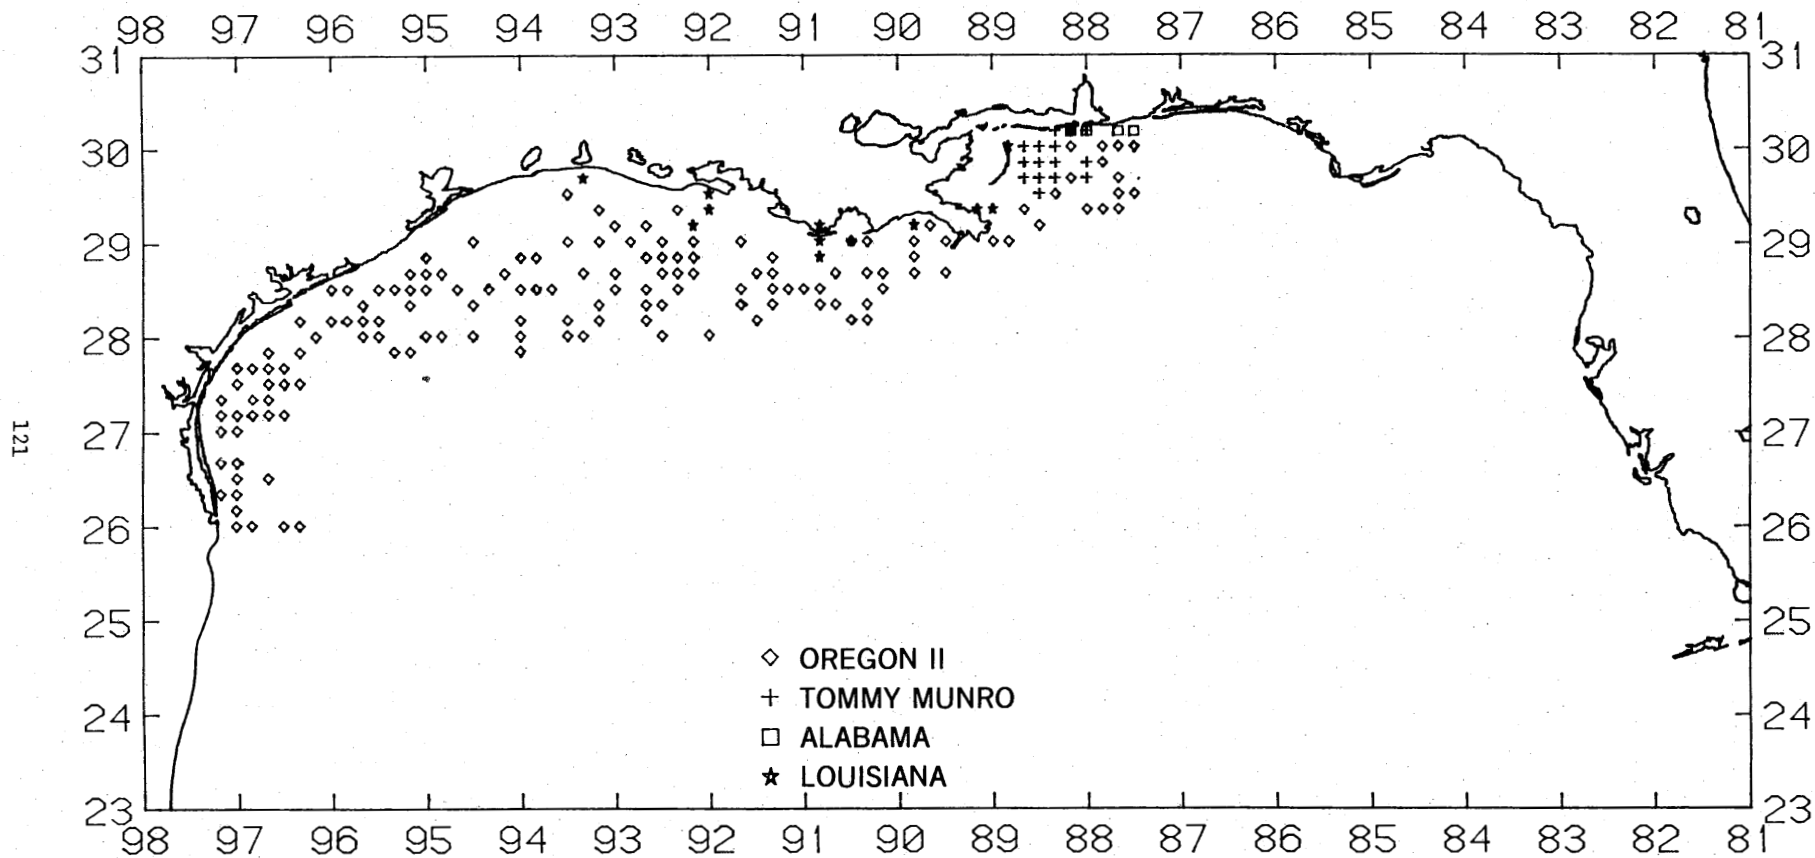 98 97 96 95 94 93 92 91 90 89 88 87 86 85 84 83 82 81
31 31
30 30
29 29
28 28
27 27
121
26 26
25 25
OREGON II
TOMMY MUNRO
24 24
ALABAMA
LOUISIANA
23 23
98 97 96 95 94 93 92 91 90 89 88 87 86 85 84 83 82 81